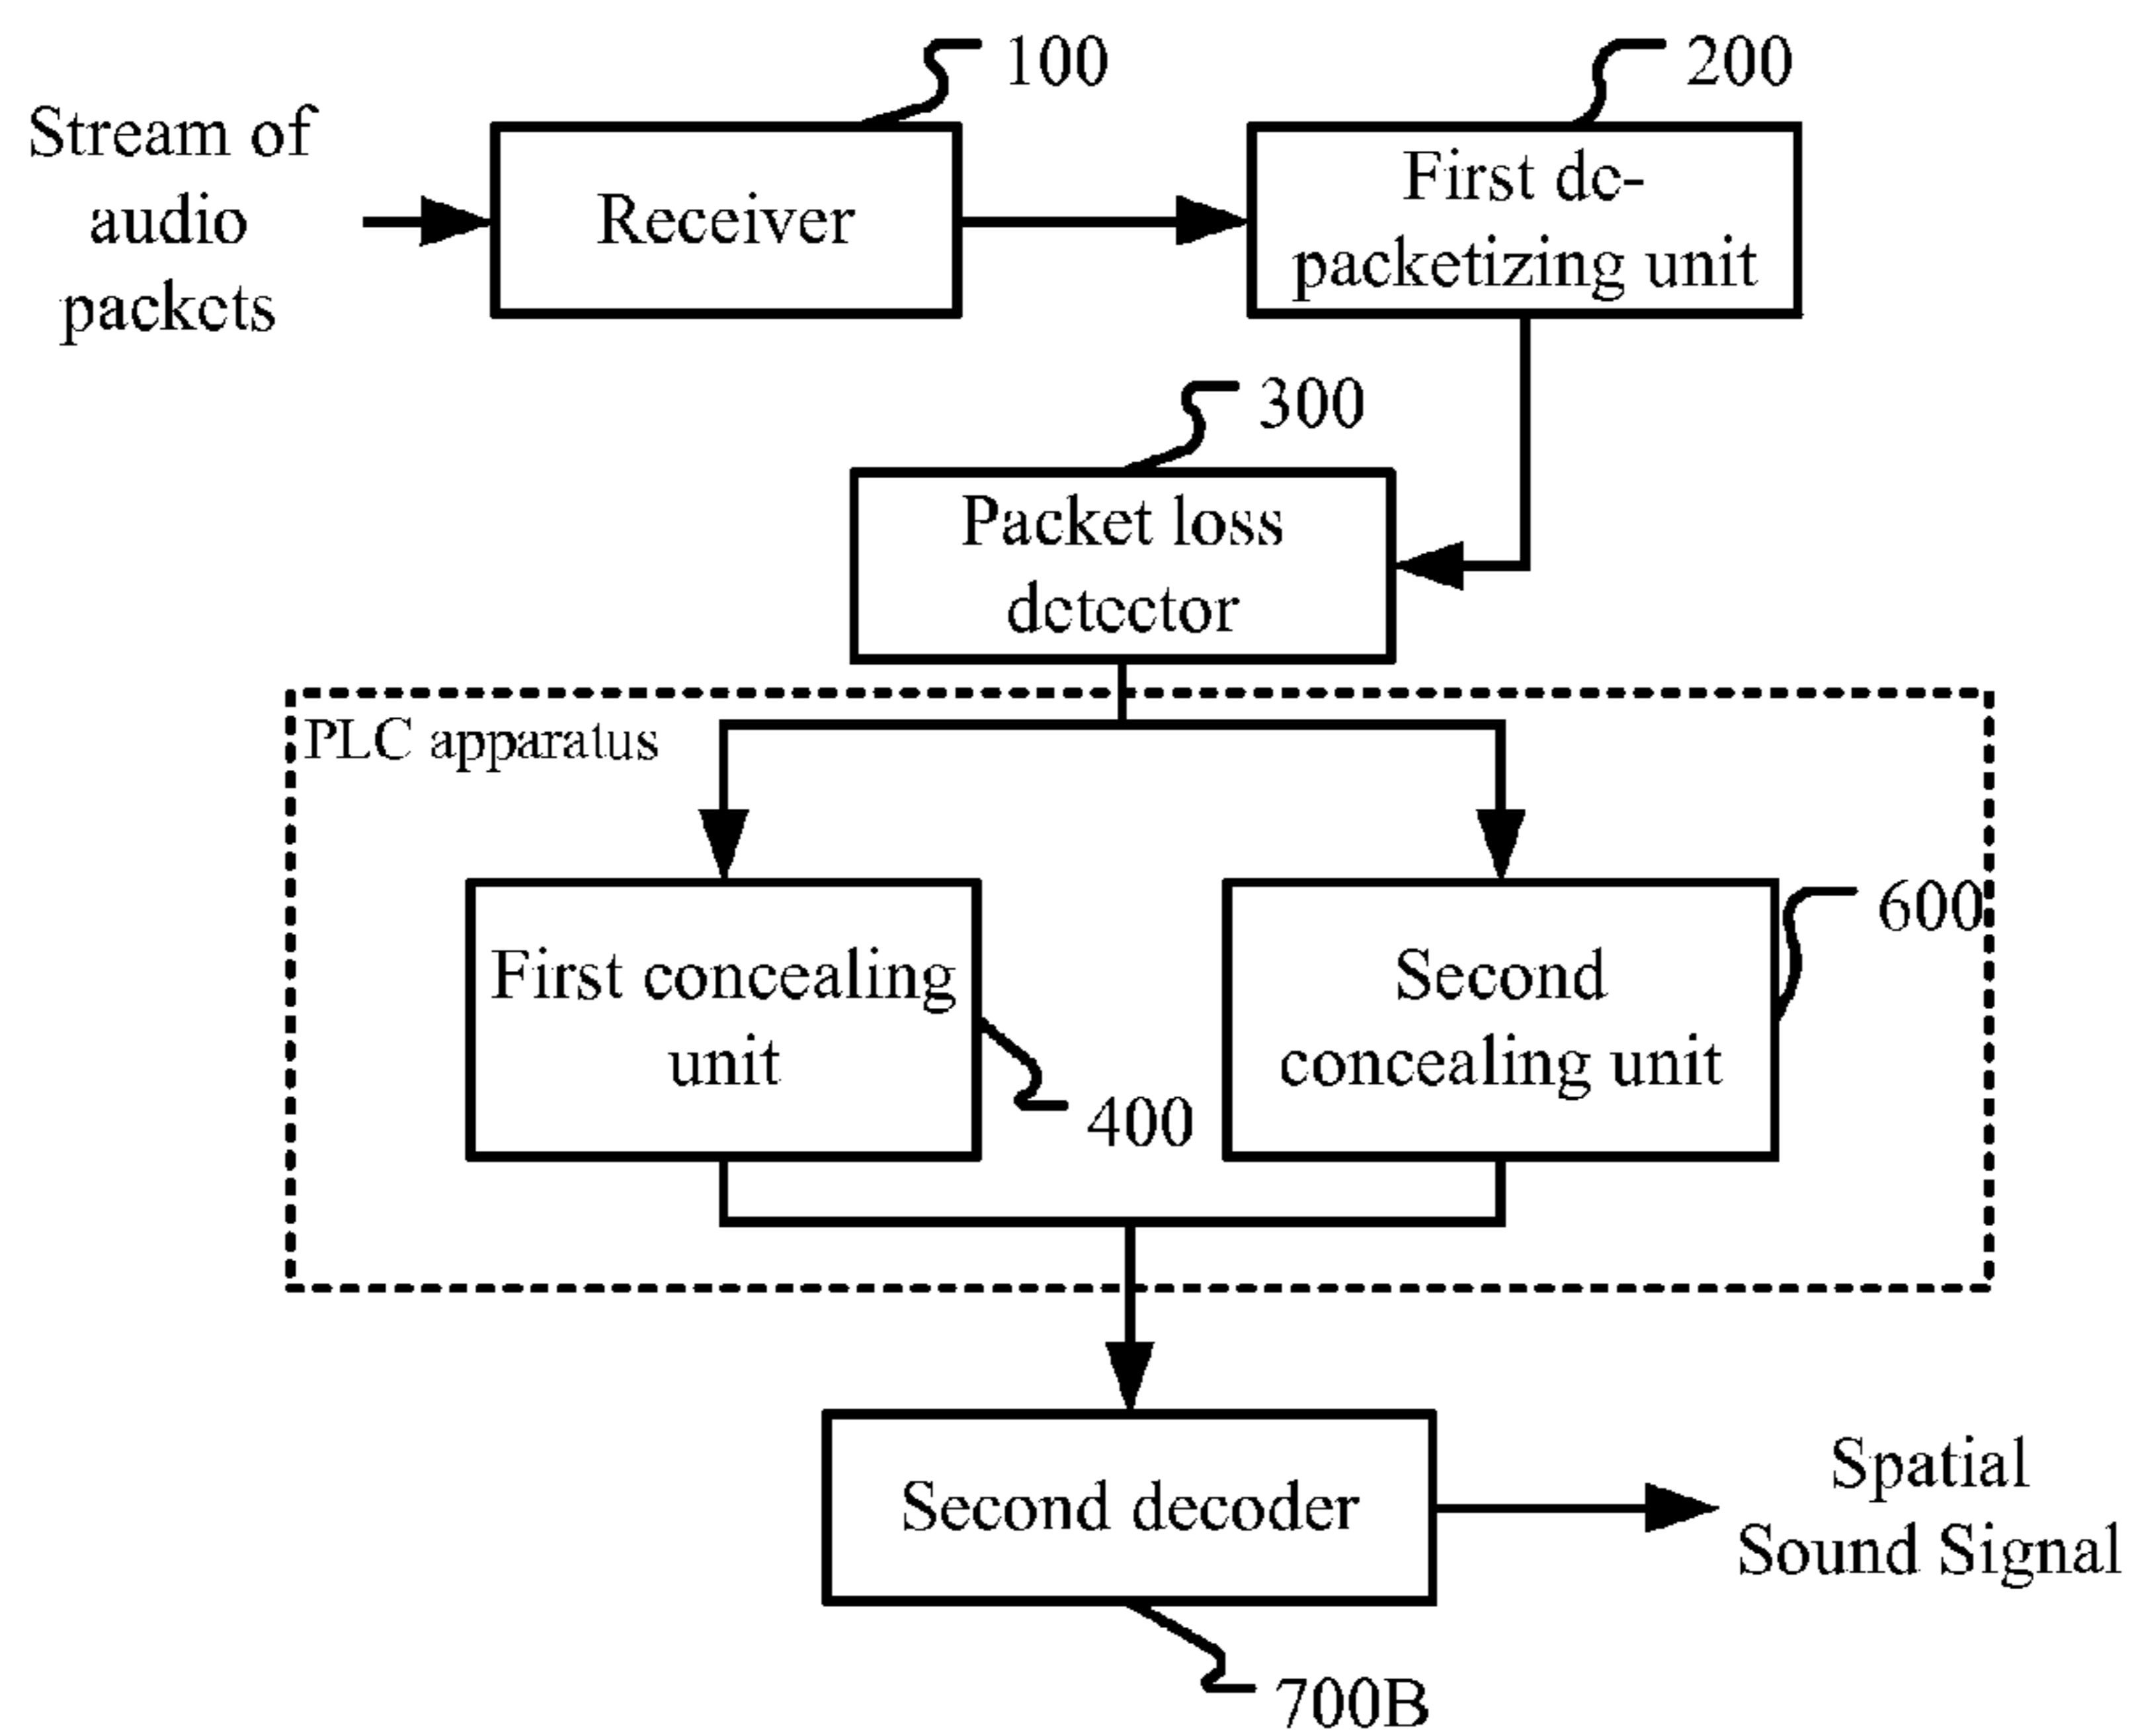 Stream of
audio
packets
100
Receiver
200
First de-
packetizing unit
300
Packet loss
detector
PLC apparatus
First concealing
unit
400
Second
concealing unit
600
Second decoder
700B
Spatial
Sound Signal